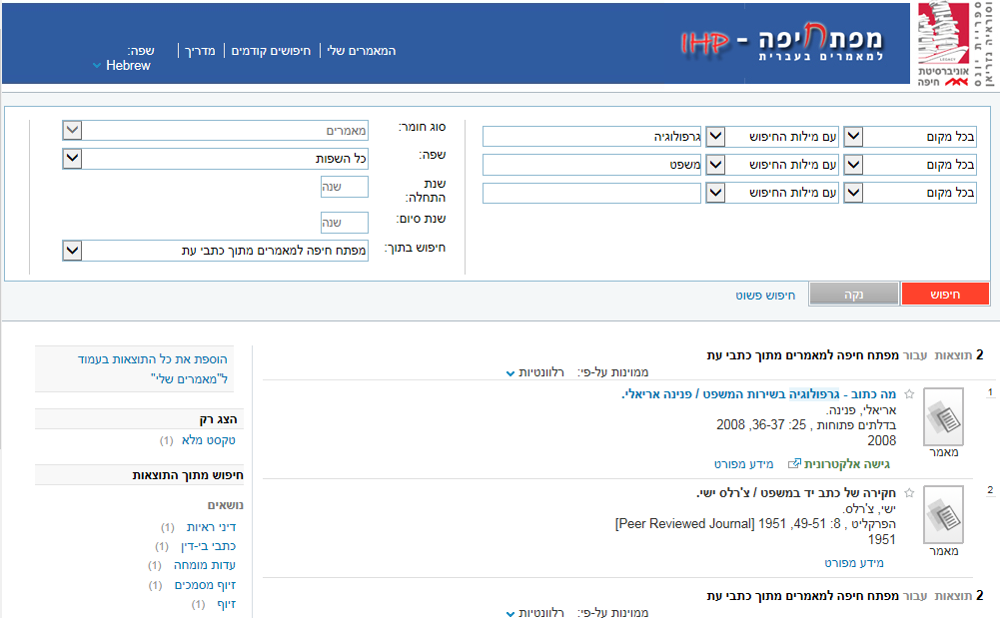 ספריית יונס
וסוראיה נזריאן
אוניברסיטת
חיפה
מפתחיפה - IHP
למאמרים בעברית
המאמרים שלי | חיפושים קודמים | מדריך | שפה:
Hebrew
בכל מקום עם מילות החיפוש גרפולוגיה
בכל מקום עם מילות החיפוש משפט
בכל מקום עם מילות החיפוש
סוג חומר: מאמרים
שפה: כל השפות
שנת התחלה: שנה
שנת סיום: שנה
חיפוש בתוך: מפתח חיפה למאמרים מתוך כתבי עת
חיפוש נקה חיפוש פשוט
2 תוצאות עבור מפתח חיפה למאמרים מתוך כתבי עת
ממוינות על-פי: רלוונטיות
1
מאמר
מה כתוב - גרפולוגיה בשירות המשפט / פנינה אריאלי.
אריאלי, פנינה.
בדלתים פתוחות , 25: 36-37, 2008
2008
גישה אלקטרונית מידע מפורט
2
מאמר
חקירה של כתב יד במשפט / צ'רלס ישי.
ישי, צ'רלס.
הפרקליט , 8: 49-51, 1951 [Peer Reviewed Journal]
1951
מידע מפורט
2 תוצאות עבור מפתח חיפה למאמרים מתוך כתבי עת
ממוינות על-פי: רלוונטיות
הוספת את כל התוצאות בעמוד
ל"מאמרים שלי"
הצג רק
טקסט מלא (1)
חיפוש מתוך התוצאות
נושאים
דיני ראיות (1)
כתבי בי-דין (1)
עדות מומחה (1)
זיוף מסמכים (1)
זיוף (1)